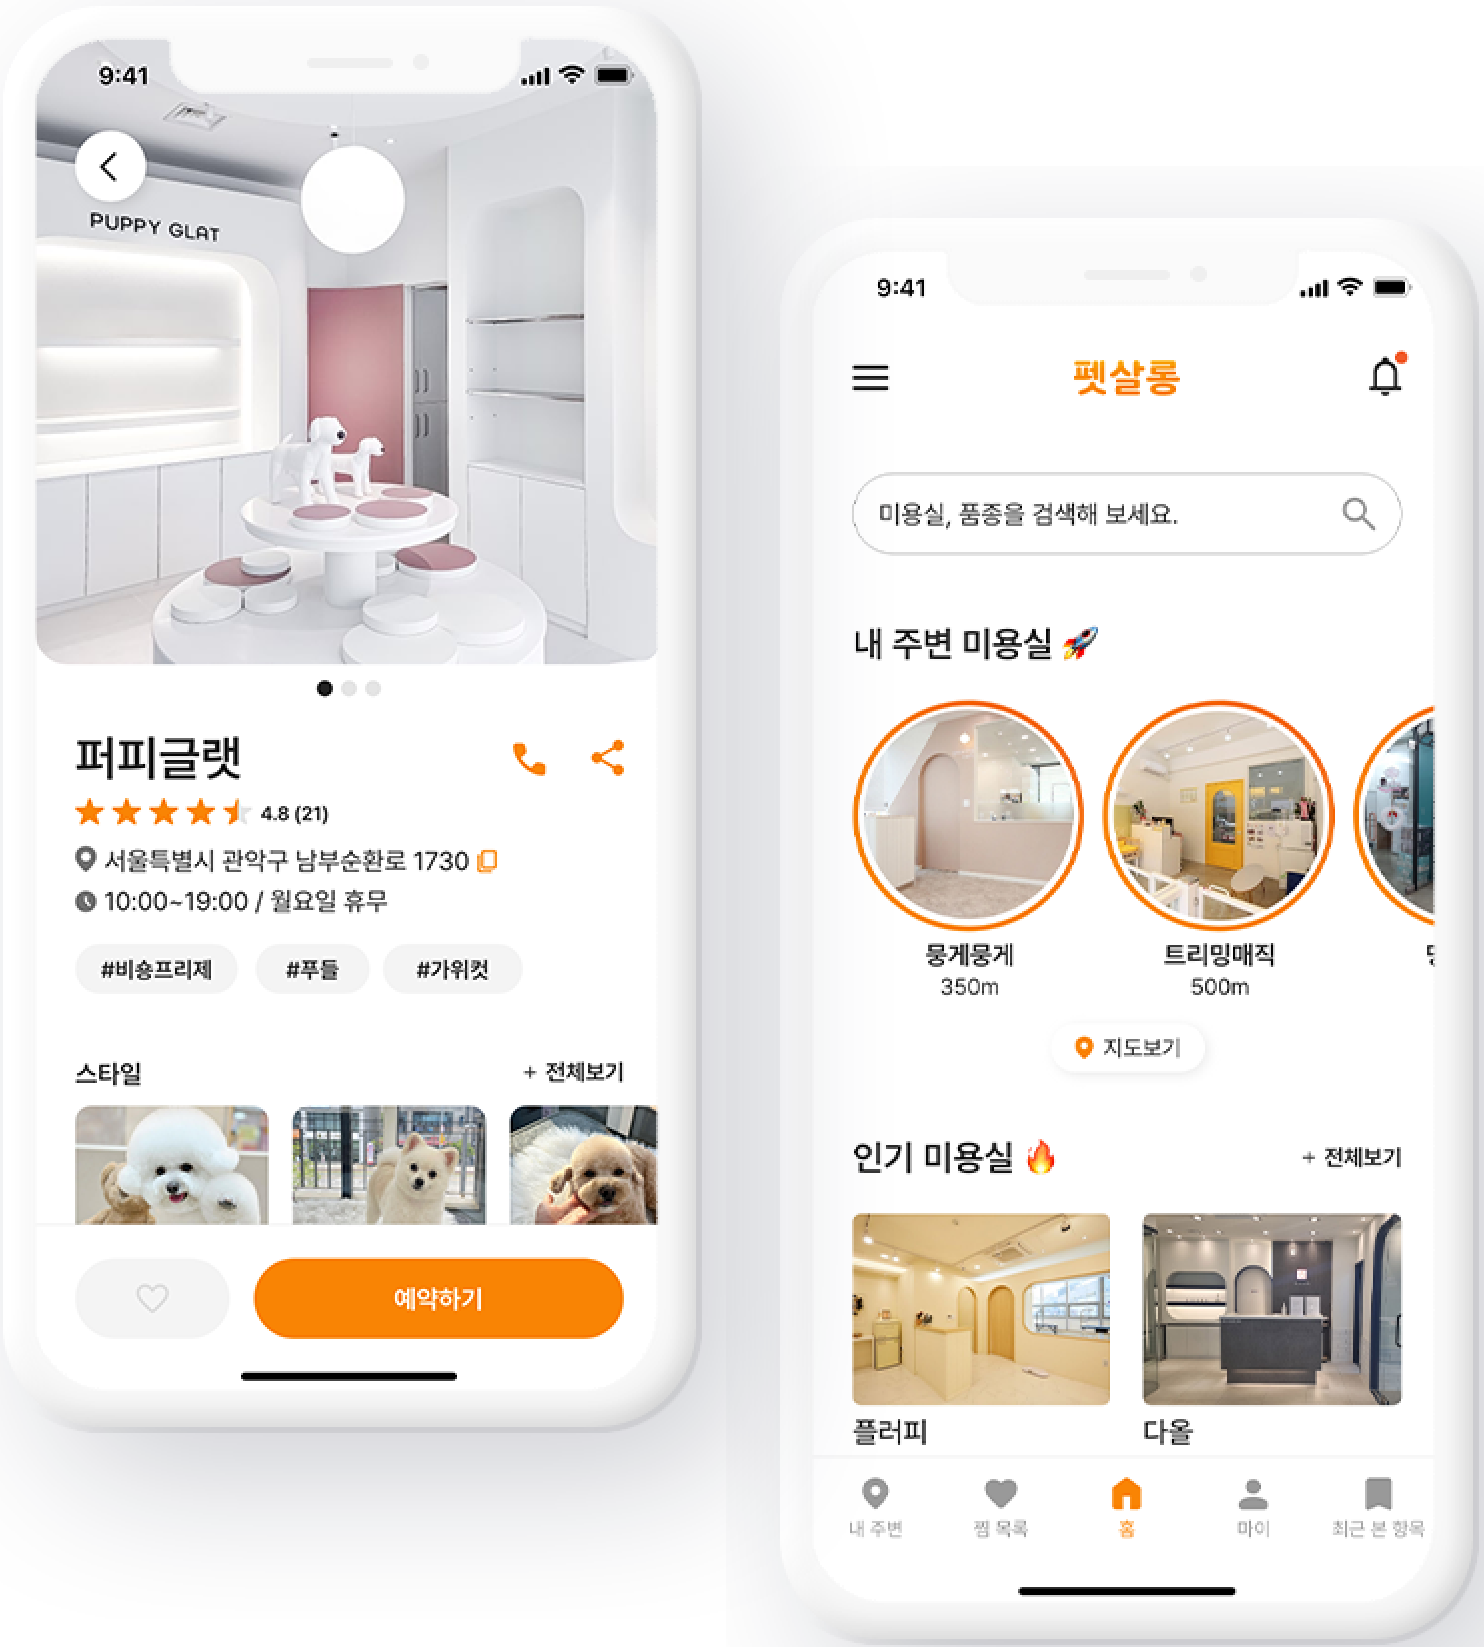 9:41
PUPPY GLAT
퍼피글랫
4.8 (21)
서울특별시 관악구 남부순환로 1730
10:00~19:00 / 월요일 휴무
#비숑프리제 #푸들 #가위컷
스타일 + 전체보기
예약하기
9:41
펫살롱
미용실, 품종을 검색해 보세요.
내 주변 미용실 🚀
뭉게뭉게 트리밍매직
350m 500m
지도보기
인기 미용실 🔥 + 전체보기
플러피 다올
내 주변 찜 목록 홈 마이 최근 본 항목